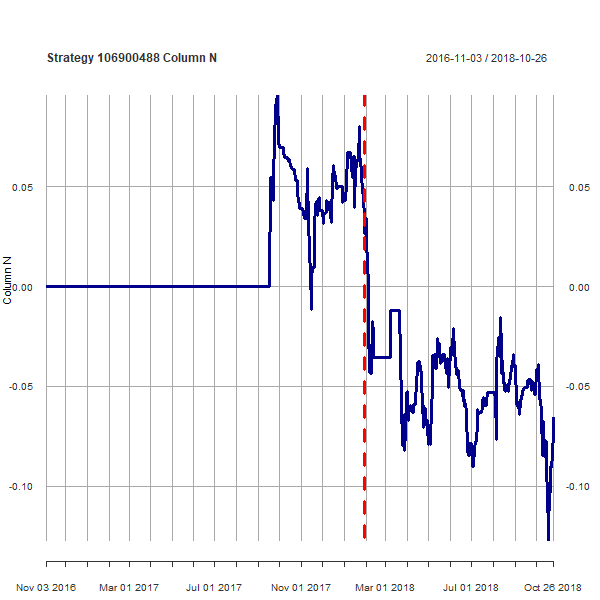 Strategy 106900488 Column N
2016-11-03 / 2018-10-26
0.05 0.05
0.00 0.00
-0.05 -0.05
-0.10 -0.10
Column N
Nov 03 2016 Mar 01 2017 Jul 01 2017 Nov 01 2017 Mar 01 2018 Jul 01 2018 Oct 26 2018